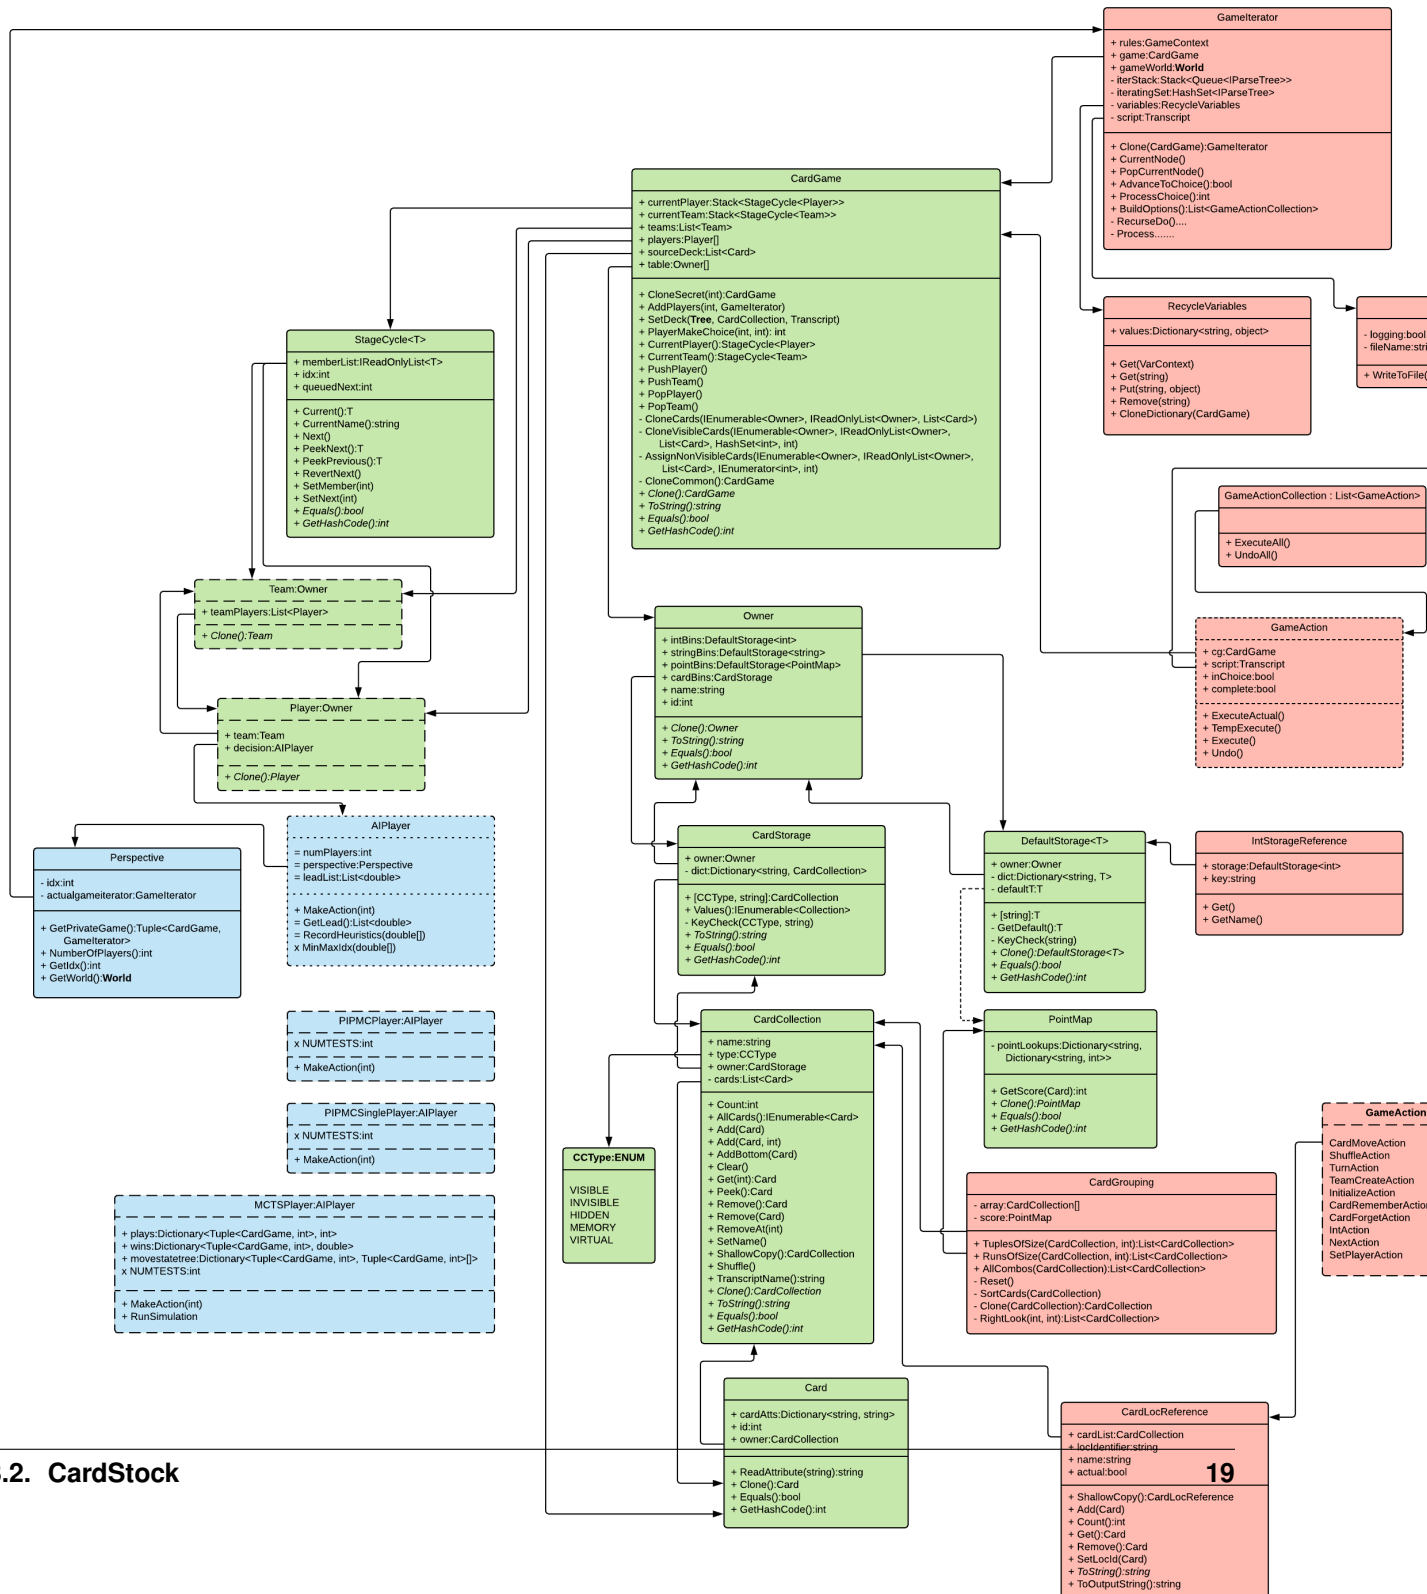 GameIterator
+ rules:GameContext
+ game:CardGame
+ gameWorld:World
- iterStack:Stack<Queue<IParseTree>>
- iteratingSet:HashSet<IParseTree>
- variables:RecycleVariables
- script:Transcript
+ Clone(CardGame):GameIterator
+ CurrentNode()
+ PopCurrentNode()
+ AdvanceToChoice():bool
+ ProcessChoice():int
+ BuildOptions():List<GameActionCollection>
- RecurseDo()....
- Process.......
CardGame
+ currentPlayer:Stack<StageCycle<Player>>
+ currentTeam:Stack<StageCycle<Team>>
+ teams:List<Team>
+ players:Player[]
+ sourceDeck:List<Card>
+ table:Owner[]
+ CloneSecret(int):CardGame
+ AddPlayers(int, GameIterator)
+ SetDeck(Tree, CardCollection, Transcript)
+ PlayerMakeChoice(int, int): int
+ CurrentPlayer():StageCycle<Player>
+ CurrentTeam():StageCycle<Team>
+ PushPlayer()
+ PushTeam()
+ PopPlayer()
+ PopTeam()
- CloneCards(IEnumerable<Owner>, IReadOnlyList<Owner>, List<Card>)
- CloneVisibleCards(IEnumerable<Owner>, IReadOnlyList<Owner>,
List<Card>, HashSet<int>, int)
- AssignNonVisibleCards(IEnumerable<Owner>, IReadOnlyList<Owner>,
List<Card>, IEnumerator<int>, int)
- CloneCommon():CardGame
+ Clone():CardGame
+ ToString():string
+ Equals():bool
+ GetHashCode():int
RecycleVariables
+ values:Dictionary<string, object>
+ Get(VarContext)
+ Get(string)
+ Put(string, object)
+ Remove(string)
+ CloneDictionary(CardGame)
- logging:bool
- fileName:stri
+ WriteToFile(
StageCycle<T>
+ memberList:IReadOnlyList<T>
+ idx:int
+ queuedNext:int
+ Current():T
+ CurrentName():string
+ Next()
+ PeekNext():T
+ PeekPrevious():T
+ RevertNext()
+ SetMember(int)
+ SetNext(int)
+ Equals():bool
+ GetHashCode():int
GameActionCollection : List<GameAction>
+ ExecuteAll()
+ UndoAll()
Team:Owner
+ teamPlayers:List<Player>
+ Clone():Team
Owner
+ intBins:DefaultStorage<int>
+ stringBins:DefaultStorage<string>
+ pointBins:DefaultStorage<PointMap>
+ cardBins:CardStorage
+ name:string
+ id:int
+ Clone():Owner
+ ToString():string
+ Equals():bool
+ GetHashCode():int
GameAction
+ cg:CardGame
+ script:Transcript
+ inChoice:bool
+ complete:bool
+ ExecuteActual()
+ TempExecute()
+ Execute()
+ Undo()
Player:Owner
+ team:Team
+ decision:AIPlayer
+ Clone():Player
AIPlayer
= numPlayers:int
= perspective:Perspective
= leadList:List<double>
+ MakeAction(int)
= GetLead():List<double>
= RecordHeuristics(double[])
x MinMaxIdx(double[])
Perspective
- idx:int
- actualgameiterator:GameIterator
+ GetPrivateGame():Tuple<CardGame,
GameIterator>
+ NumberOfPlayers():int
+ GetIdx():int
+ GetWorld():World
CardStorage
+ owner:Owner
- dict:Dictionary<string, CardCollection>
+ [CCType, string]:CardCollection
+ Values():IEnumerable<Collection>
- KeyCheck(CCType, string)
+ ToString():string
+ Equals():bool
+ GetHashCode():int
DefaultStorage<T>
+ owner:Owner
- dict:Dictionary<string, T>
- defaultT:T
+ [string]:T
- GetDefault():T
- KeyCheck(string)
+ Clone():DefaultStorage<T>
+ Equals():bool
+ GetHashCode():int
IntStorageReference
+ storage:DefaultStorage<int>
+ key:string
+ Get()
+ GetName()
PIPMCPlayer:AIPlayer
x NUMTESTS:int
+ MakeAction(int)
CardCollection
+ name:string
+ type:CCType
+ owner:CardStorage
- cards:List<Card>
+ Count:int
+ AllCards():IEnumerable<Card>
+ Add(Card)
+ Add(Card, int)
+ AddBottom(Card)
+ Clear()
+ Get(int):Card
+ Peek():Card
+ Remove():Card
+ Remove(Card)
+ RemoveAt(int)
+ SetName()
+ ShallowCopy():CardCollection
+ Shuffle()
+ TranscriptName():string
+ Clone():CardCollection
+ ToString():string
+ Equals():bool
+ GetHashCode():int
PointMap
- pointLookups:Dictionary<string,
Dictionary<string, int>>
+ GetScore(Card):int
+ Clone():PointMap
+ Equals():bool
+ GetHashCode():int
PIPMCSinglePlayer:AIPlayer
x NUMTESTS:int
+ MakeAction(int)
CCType:ENUM
VISIBLE
INVISIBLE
HIDDEN
MEMORY
VIRTUAL
GameAction
CardMoveAction
ShuffleAction
TurnAction
TeamCreateAction
InitializeAction
CardRememberAction
CardForgetAction
IntAction
NextAction
SetPlayerAction
CardGrouping
- array:CardCollection[]
- score:PointMap
+ TuplesOfSize(CardCollection, int):List<CardCollection>
+ RunsOfSize(CardCollection, int):List<CardCollection>
+ AllCombos(CardCollection):List<CardCollection>
- Reset()
- SortCards(CardCollection)
- Clone(CardCollection):CardCollection
- RightLook(int, int):List<CardCollection>
MCTSPlayer:AIPlayer
+ plays:Dictionary<Tuple<CardGame, int>, int>
+ wins:Dictionary<Tuple<CardGame, int>, double>
+ movestatetree:Dictionary<Tuple<CardGame, int>, Tuple<CardGame, int>[]>
x NUMTESTS:int
+ MakeAction(int)
+ RunSimulation
Card
+ cardAtts:Dictionary<string, string>
+ id:int
+ owner:CardCollection
+ ReadAttribute(string):string
+ Clone():Card
+ Equals():bool
+ GetHashCode():int
CardLocReference
+ cardList:CardCollection
+ locIdentifier:string
+ name:string
+ actual:bool
+ ShallowCopy():CardLocReference
+ Add(Card)
+ Count():int
+ Get():Card
+ Remove():Card
+ SetLocId(Card)
+ ToString():string
+ ToOutputString():string
.2. CardStock
19